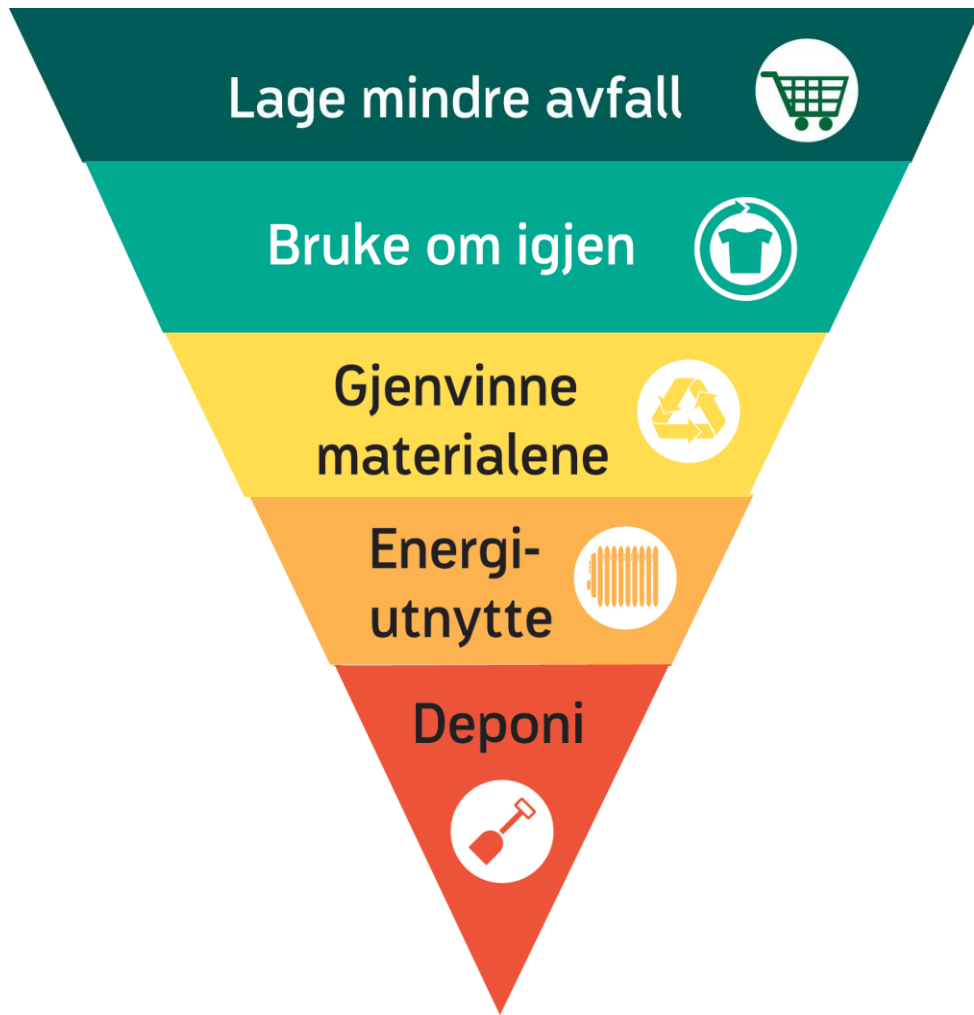 Lage mindre avfall
Bruke om igjen
Gjenvinne
materialene
Energi-
utnytte
Deponi